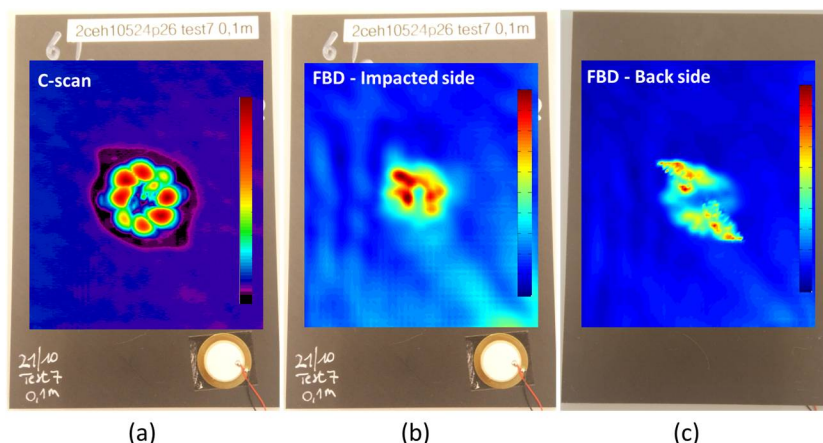 2ceh10524p26 test7 0,1m
C-scan
21/10
Test 7
0,1m
(a)
2ceh10524p26 test7 0,1m
FBD - Impacted side
21/10
Test 7
0,1m
(b)
FBD - Back side
(c)